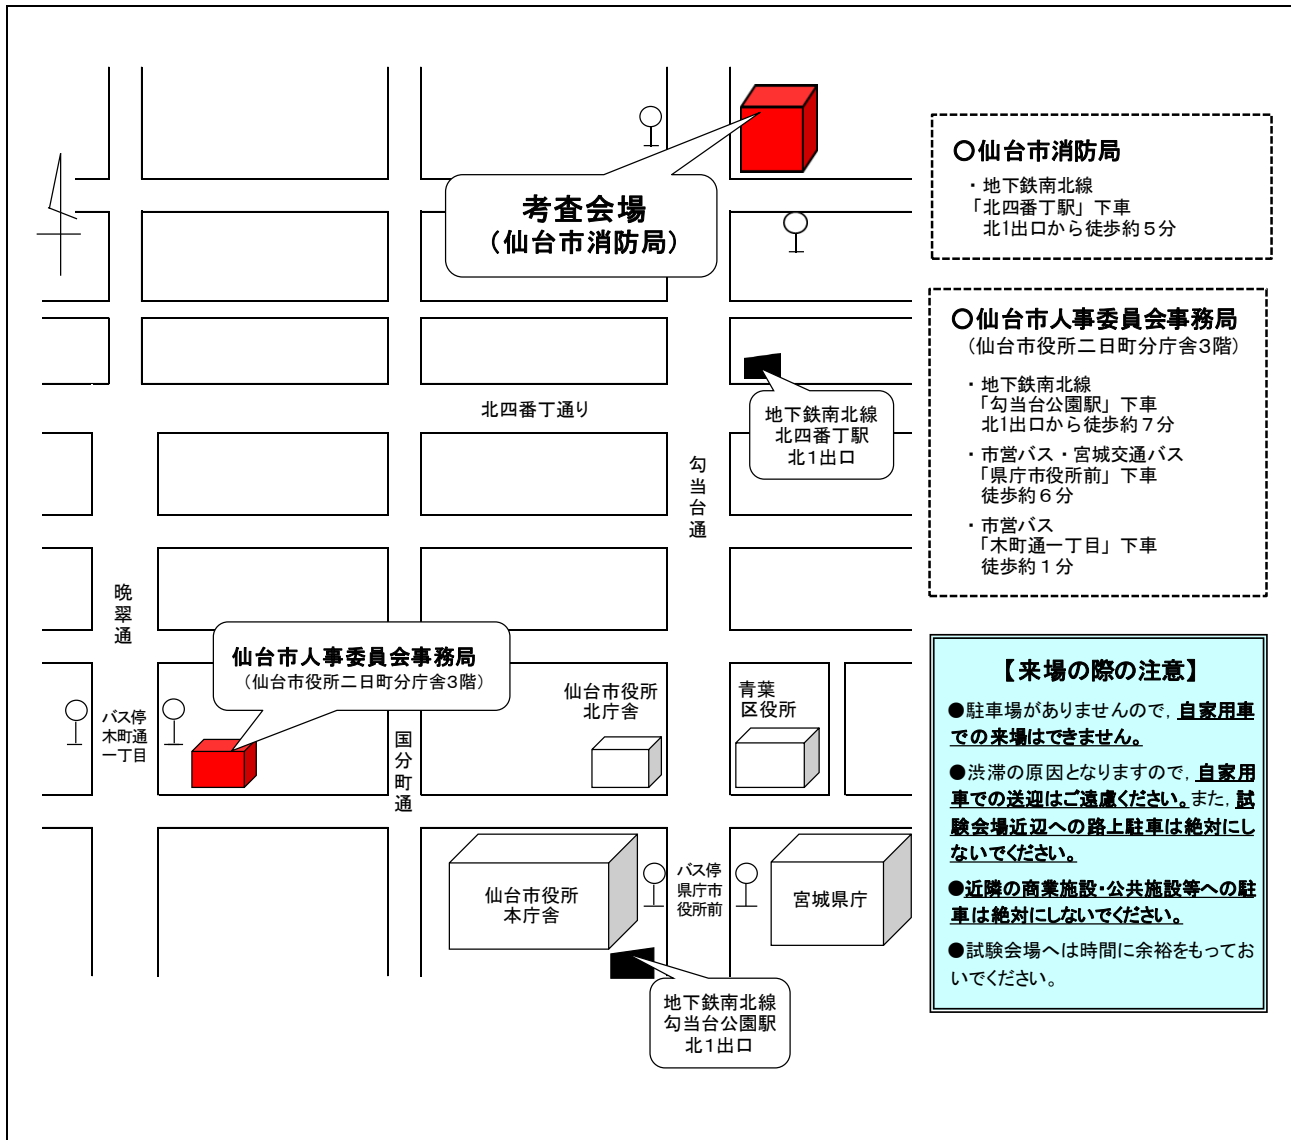 考査会場
（仙台市消防局）
〇仙台市消防局
・地下鉄南北線
「北四番丁駅」下車
北1出口から徒歩約５分
〇仙台市人事委員会事務局
（仙台市役所二日町分庁舎3階）
・地下鉄南北線
「勾当台公園駅」下車
北1出口から徒歩約７分
・市営バス・宮城交通バス
「県庁市役所前」下車
徒歩約６分
・市営バス
「木町通一丁目」下車
徒歩約１分
北四番丁通り
地下鉄南北線
北四番丁駅
北1出口
勾当台通
晩翠通
仙台市人事委員会事務局
（仙台市役所二日町分庁舎3階）
バス停
木町通
一丁目
国分町通
仙台市役所
北庁舎
青葉
区役所
仙台市役所
本庁舎
バス停
県庁市
役所前
宮城県庁
地下鉄南北線
勾当台公園駅
北1出口
【来場の際の注意】
●駐車場がありませんので，自家用車
での来場はできません。
●渋滞の原因となりますので，自家用
車での送迎はご遠慮ください。また，試
験会場近辺への路上駐車は絶対にし
ないでください。
●近隣の商業施設・公共施設等への駐
車は絶対にしないでください。
●試験会場へは時間に余裕をもってお
いでください。